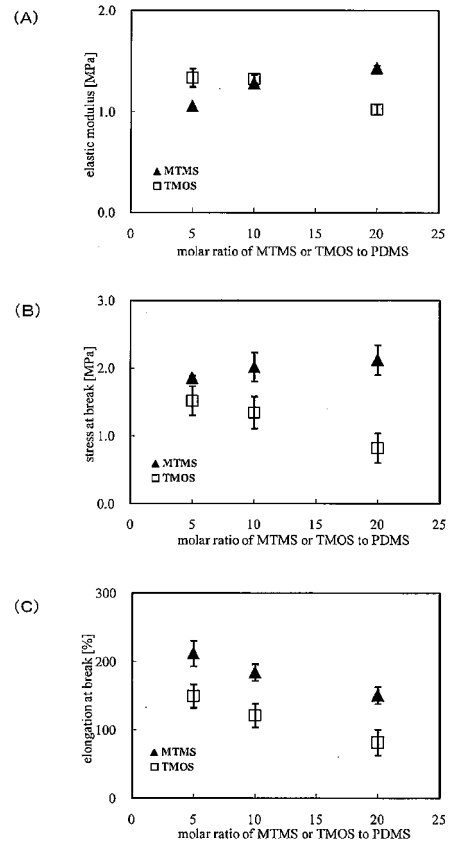 (A)
elastic modulus [MPa]
2.0
1.0
0.0
▲ MTMS
□ TMOS
0 5 10 15 20 25
molar ratio of MTMS or TMOS to PDMS
(B)
stress at break [MPa]
3.0
2.0
1.0
0.0
▲ MTMS
□ TMOS
0 5 10 15 20 25
molar ratio of MTMS or TMOS to PDMS
(C)
elongation at break [%]
300
200
100
0
▲ MTMS
□ TMOS
0 5 10 15 20 25
molar ratio of MTMS or TMOS to PDMS